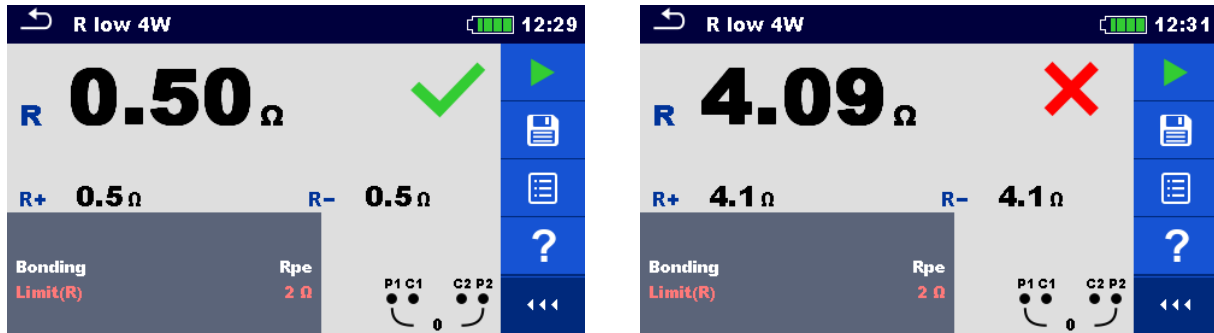 R low 4W 12:29
R 0.50 Ω
R+ 0.5 Ω R- 0.5 Ω
?
Bonding Rpe
Limit(R) 2 Ω
P1 C1 C2 P2
0
R low 4W 12:31
R 4.09 Ω
R+ 4.1 Ω R- 4.1 Ω
?
Bonding Rpe
Limit(R) 2 Ω
P1 C1 C2 P2
0